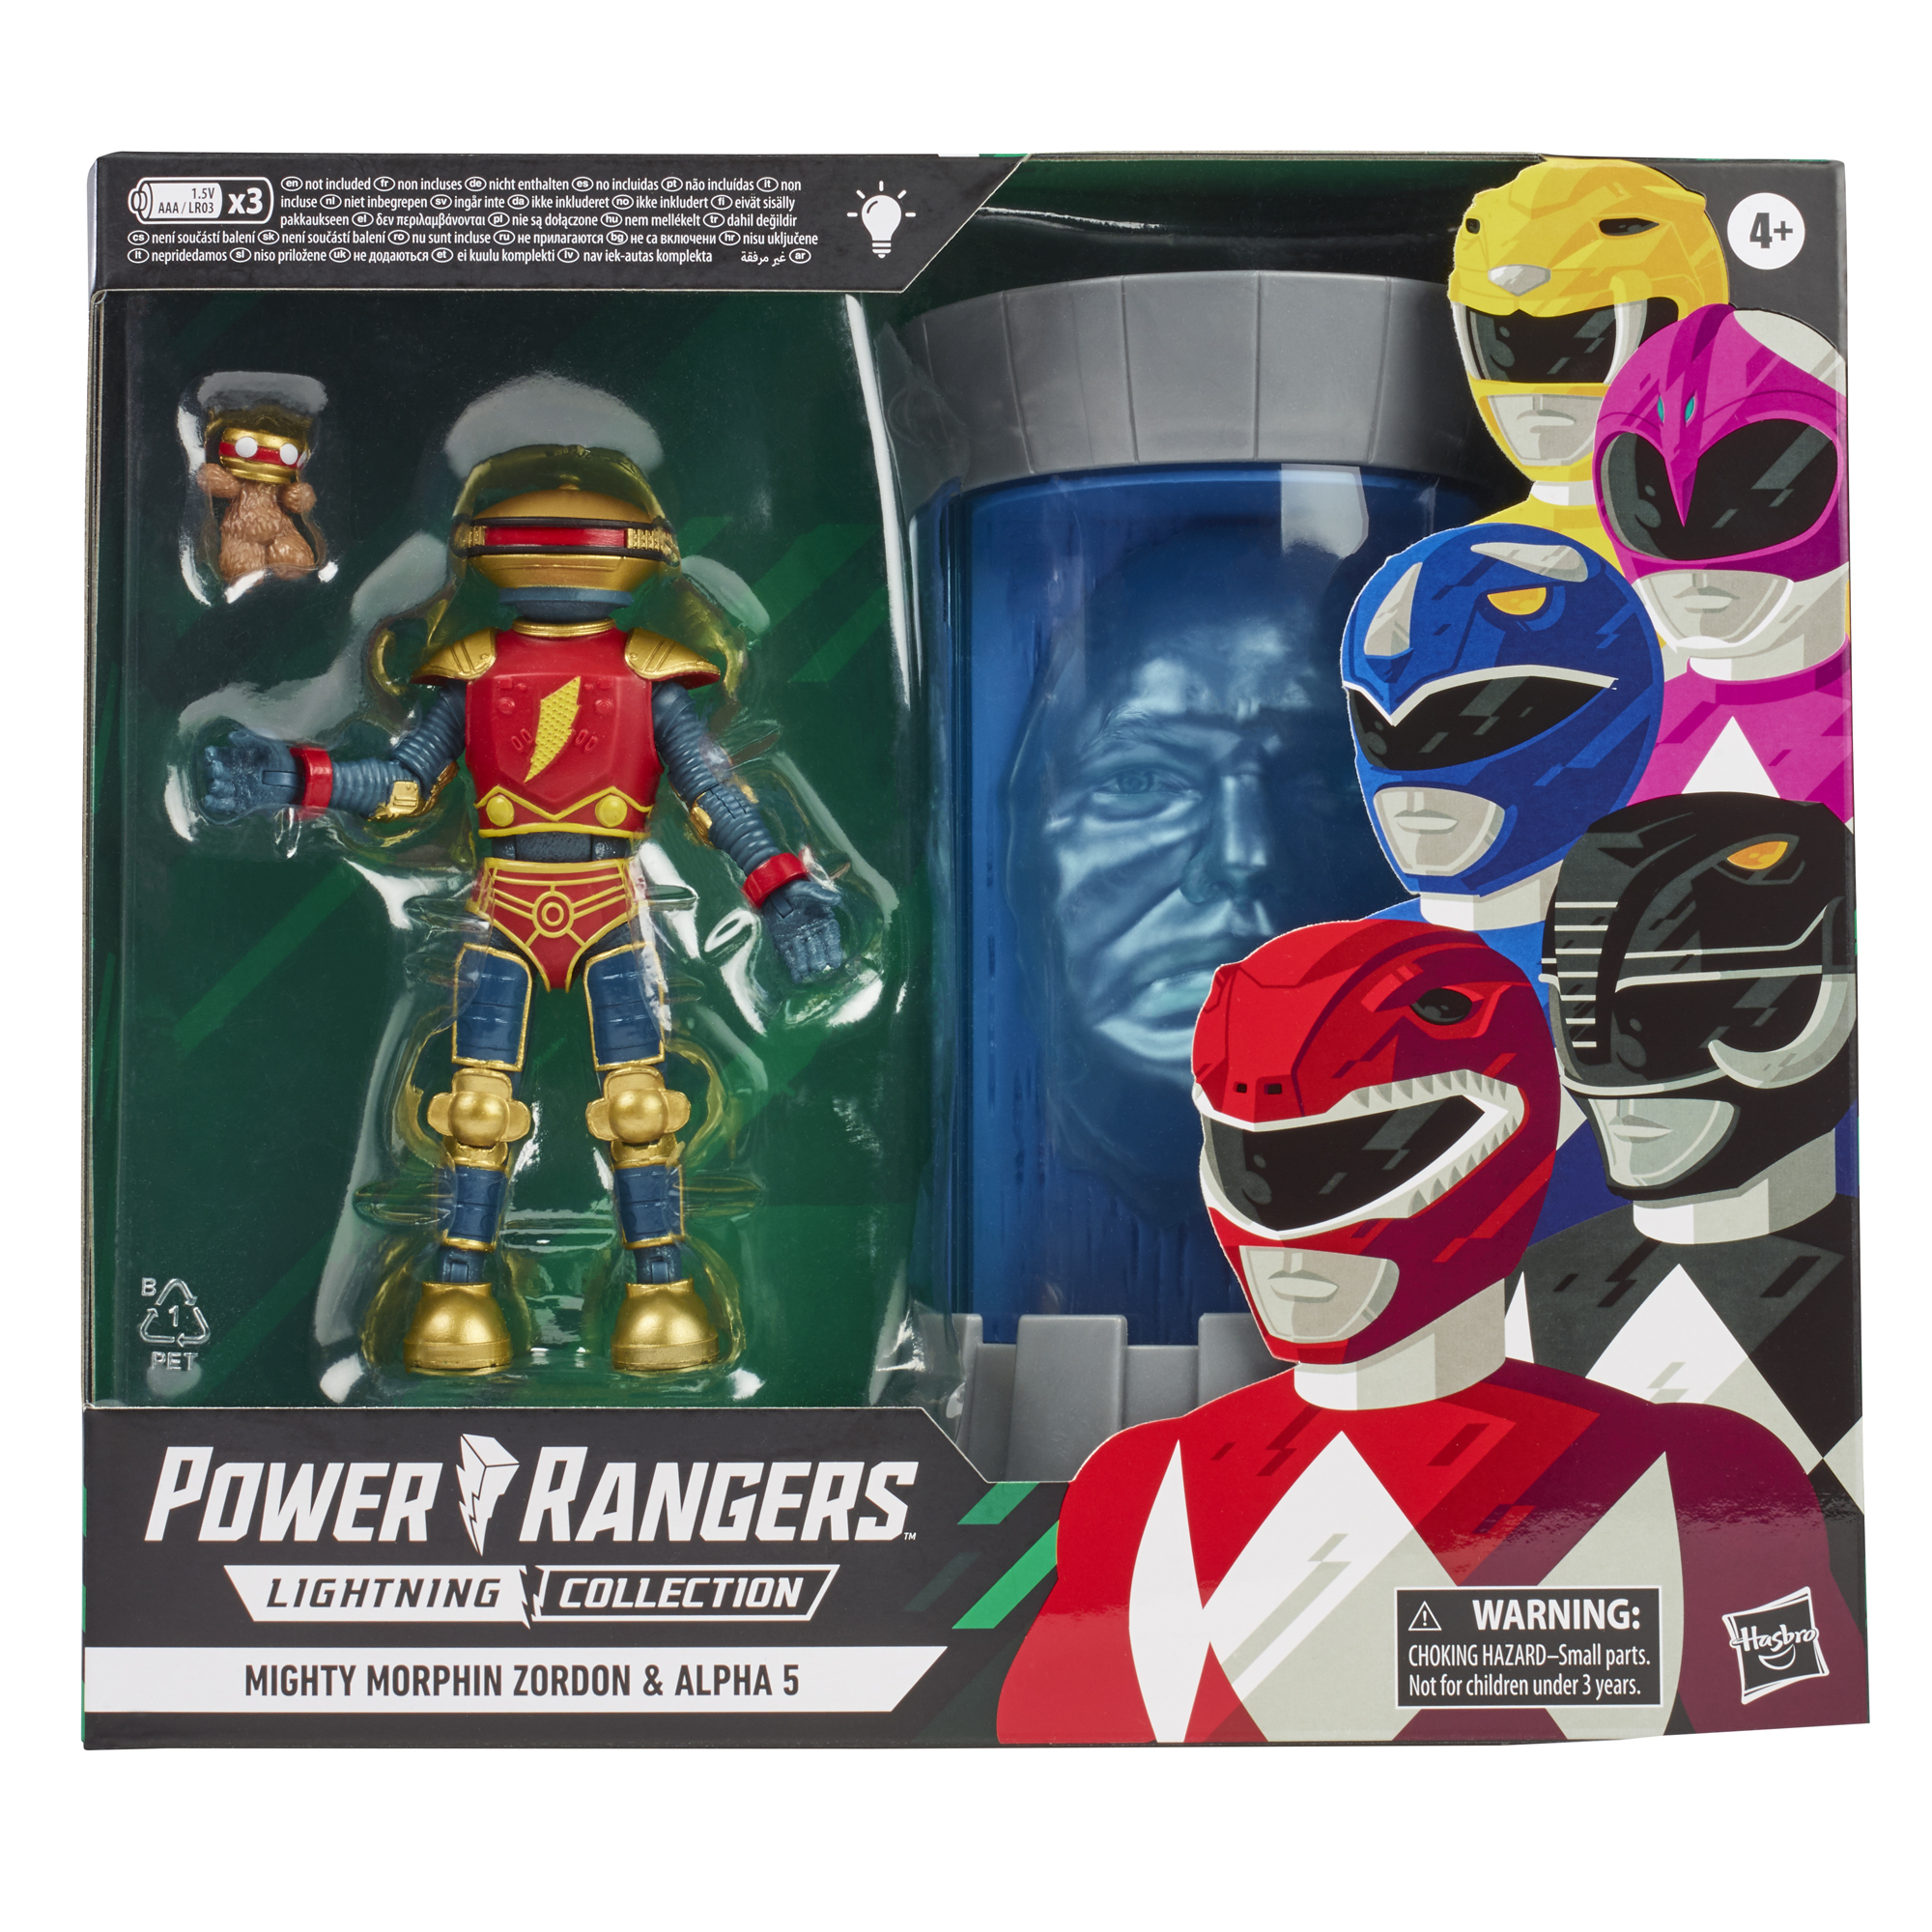 1.5V
AAA / LR03
x3
en not included fr non incluses de nicht enthalten es no incluidas pt não incluídas it non
incluse nl niet inbegrepen sv ingår inte da ikke inkluderet no ikke inkludert fi eivät sisälly
pakkaukseen el δεν περιλαμβάνονται pl nie są dołączone hu nem mellékelt tr dahil değildir
cs není součástí balení sk není súčasťí balení ro nu sunt incluse ru не прилагаются bg не са включени hr nisu uključene
lt nepridedamos sl niso priložene uk не додаються et ei kuulu komplekti lv nav iek-autas komplekta غير مرفقة ar
4+
B
1
PET
POWER RANGERS™
LIGHTNING COLLECTION
MIGHTY MORPHIN ZORDON & ALPHA 5
WARNING:
CHOKING HAZARD–Small parts.
Not for children under 3 years.
Hasbro